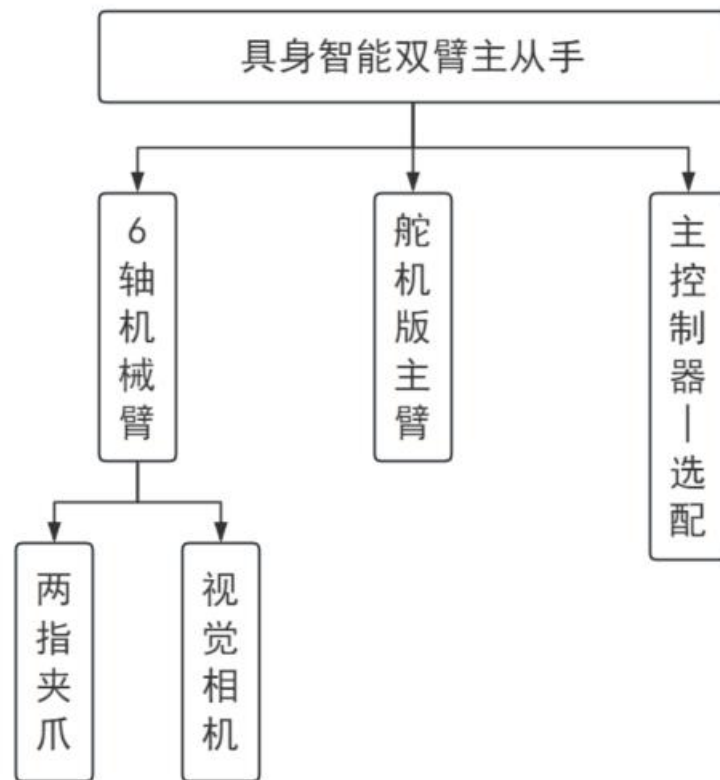 具身智能双臂主从手
6轴机械臂
舵机版主臂
主控制器—选配
两指夹爪
视觉相机